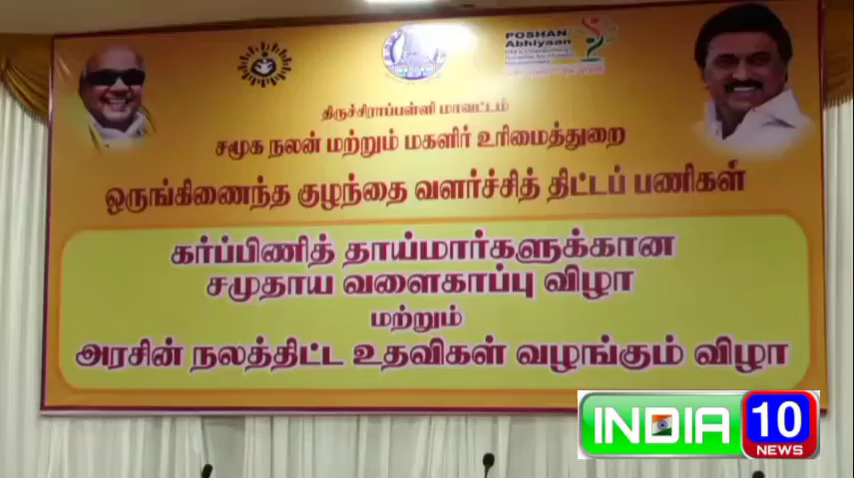 POSHAN
Abhiyaan
திருச்சிராப்பள்ளி மாவட்டம்
சமூக நலன் மற்றும் மகளிர் உரிமைத்துறை
ஒருங்கிணைந்த குழந்தை வளர்ச்சித் திட்டப் பணிகள்
கர்ப்பிணித் தாய்மார்களுக்கான
சமுதாய வளைகாப்பு விழா
மற்றும்
அரசின் நலத்திட்ட உதவிகள் வழங்கும் விழா
INDIA 10
NEWS